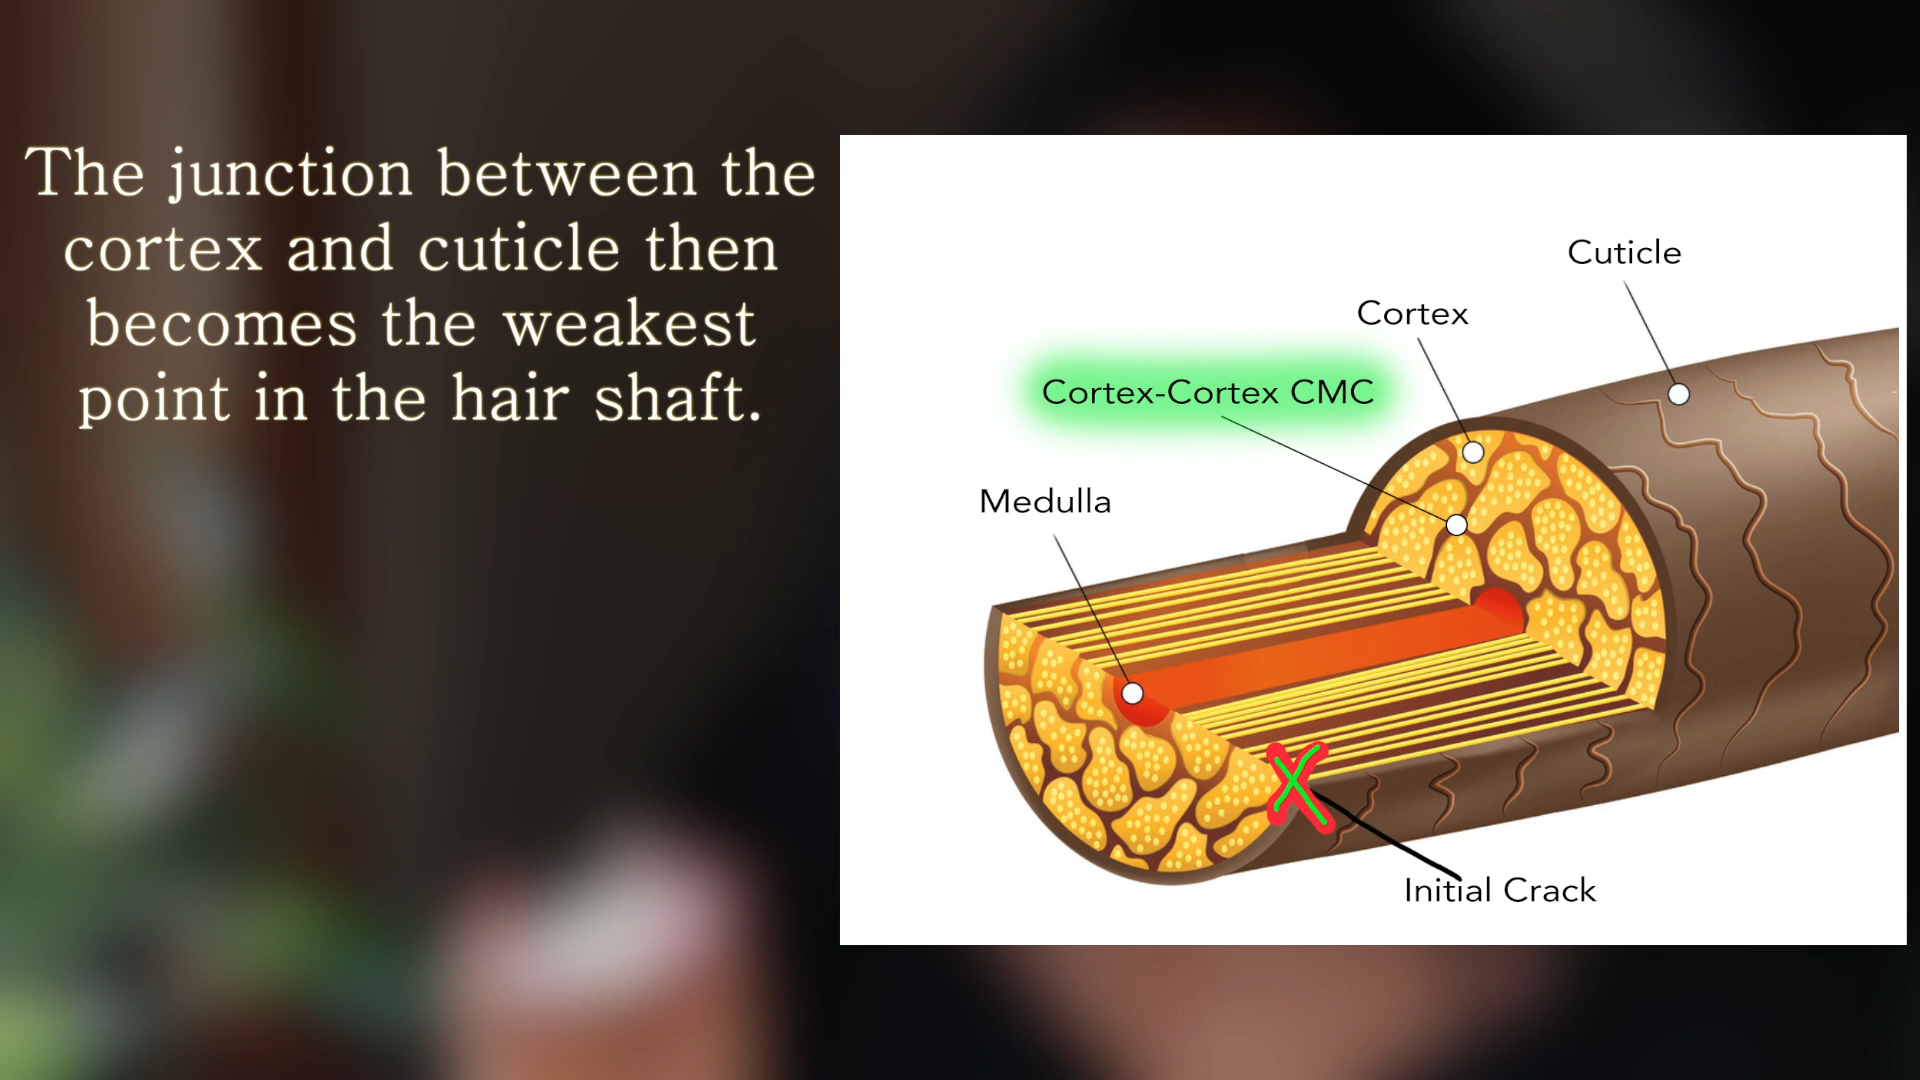 The junction between the
cortex and cuticle then
becomes the weakest
point in the hair shaft.
Cuticle
Cortex
Cortex-Cortex CMC
Medulla
Initial Crack